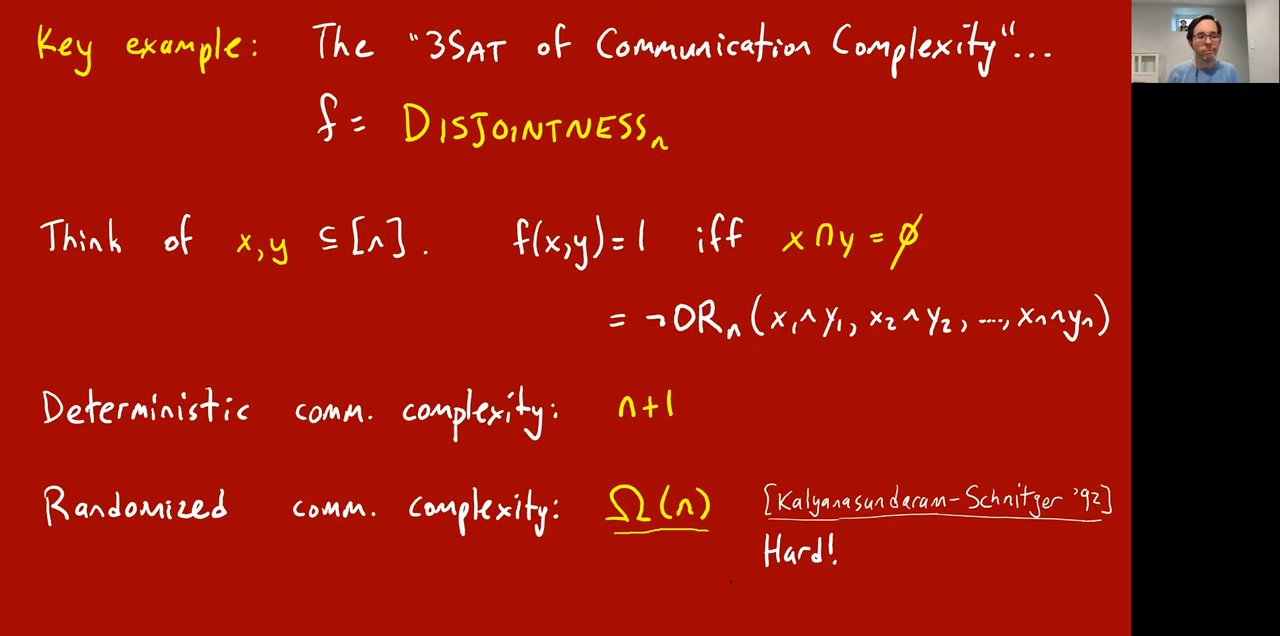 Key example: The "3SAT of Communication Complexity"...
f = DISJOINTNESSₙ
Think of x,y ⊆ [n]. f(x,y)=1 iff x∩y = ∅
= ¬ORₙ(x₁∧y₁, x₂∧y₂, ..., xₙ∧yₙ)
Deterministic comm. complexity: n+1
Randomized comm. complexity: Ω(n) [Kalyanasundaram-Schnitger '92]
Hard!